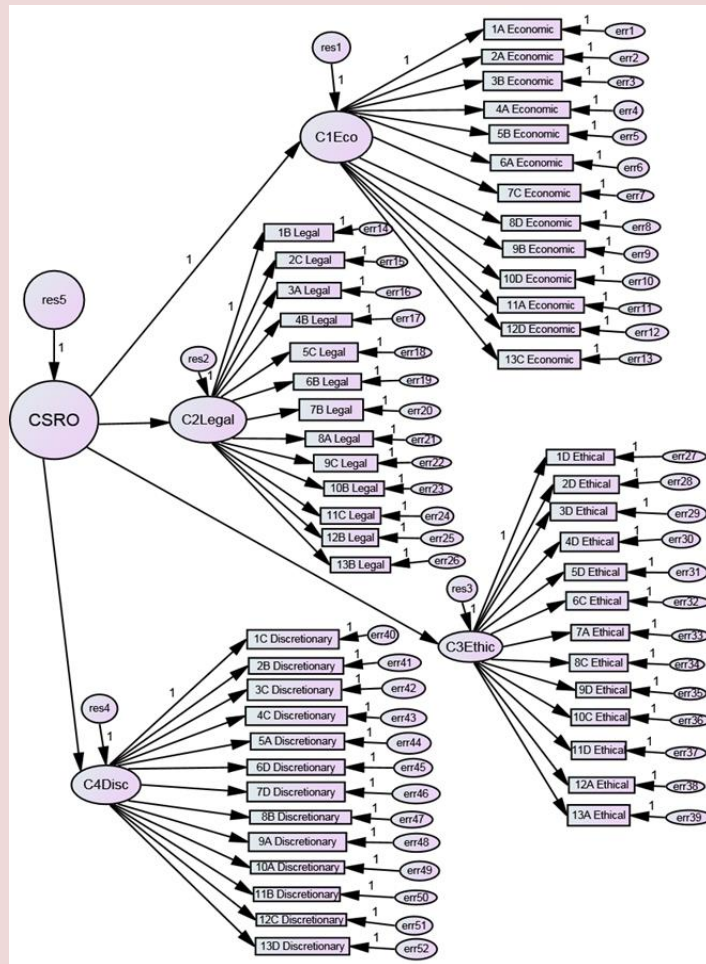 res1
1
C1Eco
1
1A Economic
1
err1
2A Economic
1
err2
3B Economic
1
err3
4A Economic
1
err4
5B Economic
1
err5
6A Economic
1
err6
7C Economic
1
err7
8D Economic
1
err8
9B Economic
1
err9
10D Economic
1
err10
11A Economic
1
err11
12D Economic
1
err12
13C Economic
1
err13
res5
1
CSRO
1
res2
1
C2Legal
1
1B Legal
1
err14
2C Legal
1
err15
3A Legal
1
err16
4B Legal
1
err17
5C Legal
1
err18
6B Legal
1
err19
7B Legal
1
err20
8A Legal
1
err21
9C Legal
1
err22
10B Legal
1
err23
11C Legal
1
err24
12B Legal
1
err25
13B Legal
1
err26
res3
1
C3Ethic
1
1D Ethical
1
err27
2D Ethical
1
err28
3D Ethical
1
err29
4D Ethical
1
err30
5D Ethical
1
err31
6C Ethical
1
err32
7A Ethical
1
err33
8C Ethical
1
err34
9D Ethical
1
err35
10C Ethical
1
err36
11D Ethical
1
err37
12A Ethical
1
err38
13A Ethical
1
err39
res4
1
C4Disc
1
1C Discretionary
1
err40
2B Discretionary
1
err41
3C Discretionary
1
err42
4C Discretionary
1
err43
5A Discretionary
1
err44
6D Discretionary
1
err45
7D Discretionary
1
err46
8B Discretionary
1
err47
9A Discretionary
1
err48
10A Discretionary
1
err49
11B Discretionary
1
err50
12C Discretionary
1
err51
13D Discretionary
1
err52